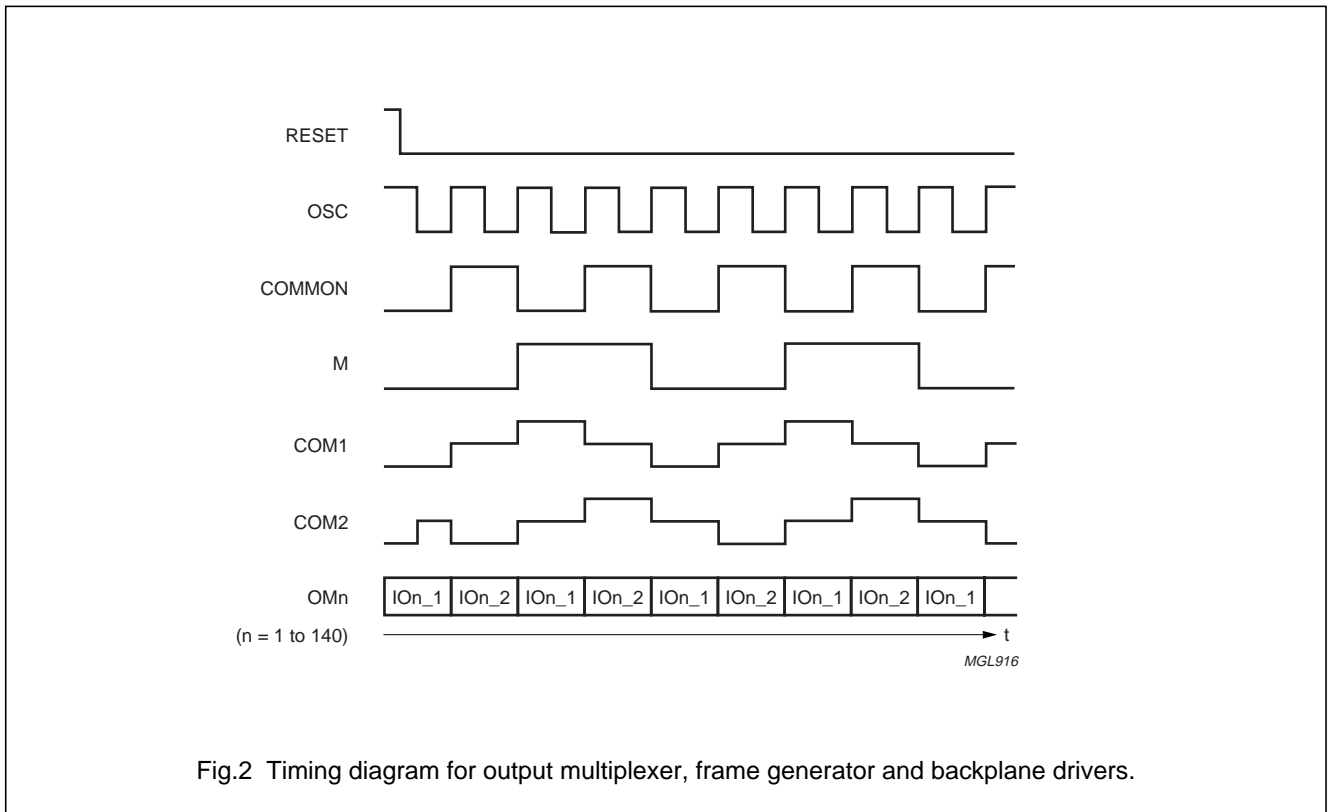 RESET
OSC
COMMON
M
COM1
COM2
OMn
IOn_1 IOn_2 IOn_1 IOn_2 IOn_1 IOn_2 IOn_1 IOn_2 IOn_1
(n = 1 to 140)
t
MGL916
Fig.2 Timing diagram for output multiplexer, frame generator and backplane drivers.